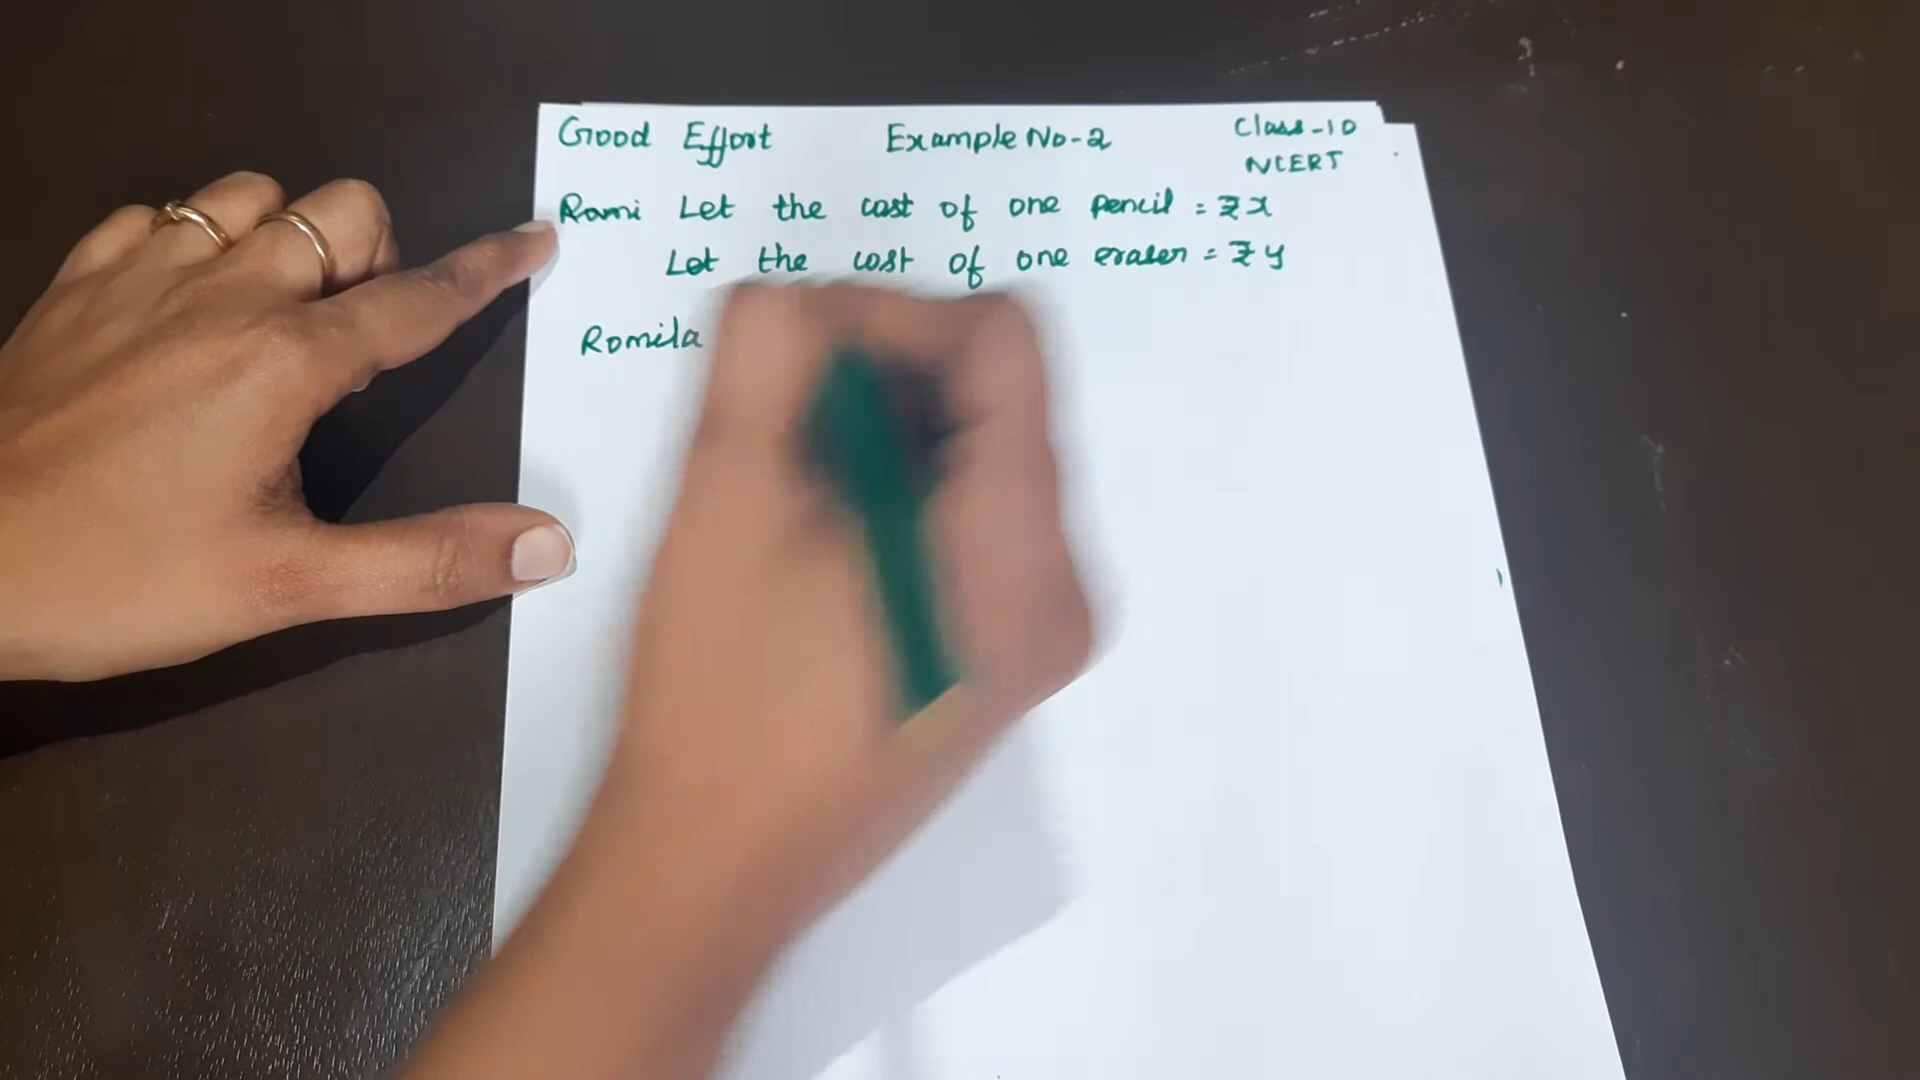 Good Effort Example No-2 Class-10
NCERT
Rami Let the cost of one pencil = ₹ x
Let the cost of one eraser = ₹ y
Romila